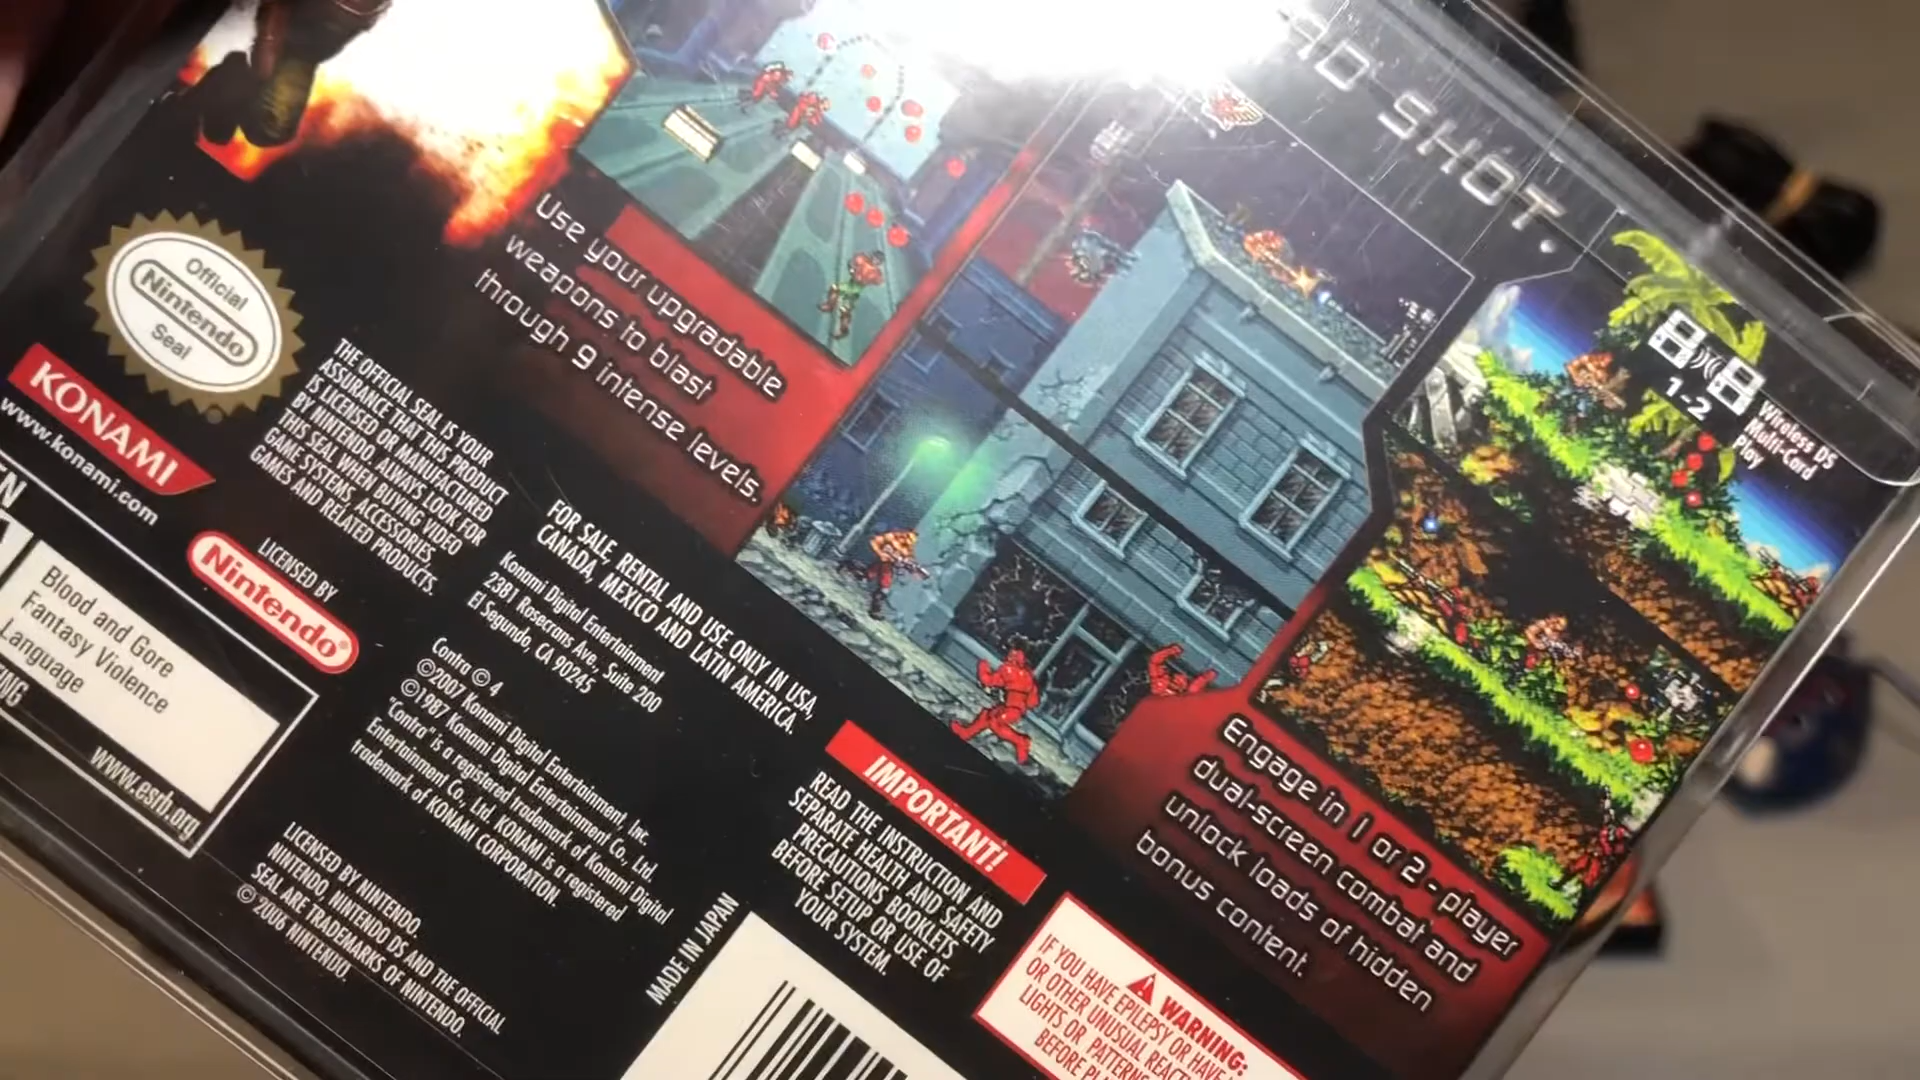 SHOT.
Use your upgradable
weapons to blast
through 9 intense levels.
1-2
Wireless DS
Multi-Card
Play
Engage in 1 or 2 - player
dual-screen combat and
unlock loads of hidden
bonus content.
Official
Nintendo
Seal
KONAMI
www.konami.com
THE OFFICIAL SEAL IS YOUR
ASSURANCE THAT THIS PRODUCT
IS LICENSED OR MANUFACTURED
BY NINTENDO. ALWAYS LOOK FOR
THIS SEAL WHEN BUYING VIDEO
GAME SYSTEMS, ACCESSORIES,
GAMES AND RELATED PRODUCTS.
LICENSED BY
Nintendo®
Blood and Gore
Fantasy Violence
Language
www.esrb.org
FOR SALE, RENTAL AND USE ONLY IN USA,
CANADA, MEXICO AND LATIN AMERICA.
Konami Digital Entertainment
2381 Rosecrans Ave., Suite 200
El Segundo, CA 90245
Contra © 4
©2007 Konami Digital Entertainment, Inc.
©1987 Konami Digital Entertainment Co., Ltd.
"Contra" is a registered trademark of Konami Digital
Entertainment Co., Ltd. KONAMI is a registered
trademark of KONAMI CORPORATION.
LICENSED BY NINTENDO.
NINTENDO, NINTENDO DS AND THE OFFICIAL
SEAL ARE TRADEMARKS OF NINTENDO.
© 2006 NINTENDO.
MADE IN JAPAN
IMPORTANT!
READ THE INSTRUCTION AND
SEPARATE HEALTH AND SAFETY
PRECAUTIONS BOOKLETS
BEFORE SETUP OR USE OF
YOUR SYSTEM.
WARNING:
IF YOU HAVE EPILEPSY OR HAVE
OR OTHER UNUSUAL
LIGHTS OR PATTERNS
BEFORE